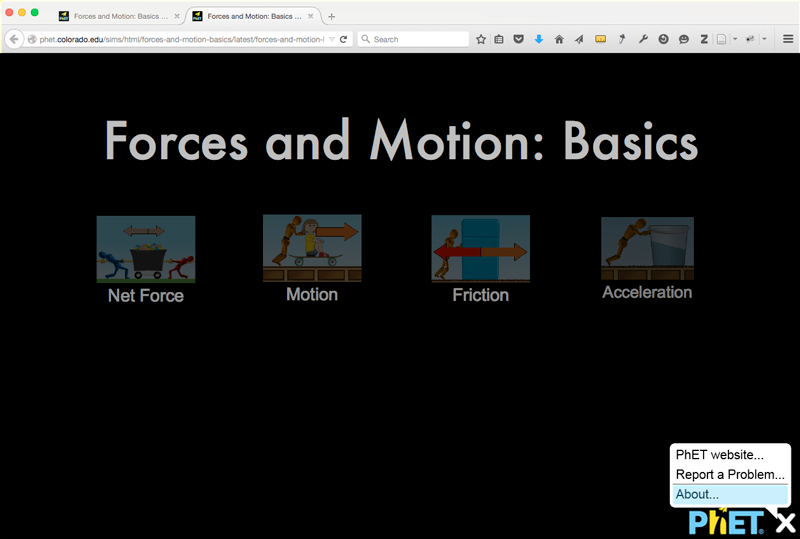 Forces and Motion: Basics ...
Forces and Motion: Basics ...
phet.colorado.edu/sims/html/forces-and-motion-basics/latest/forces-and-motion-
Search
Forces and Motion: Basics
Net Force
Motion
Friction
Acceleration
PhET website...
Report a Problem...
About...
PhET